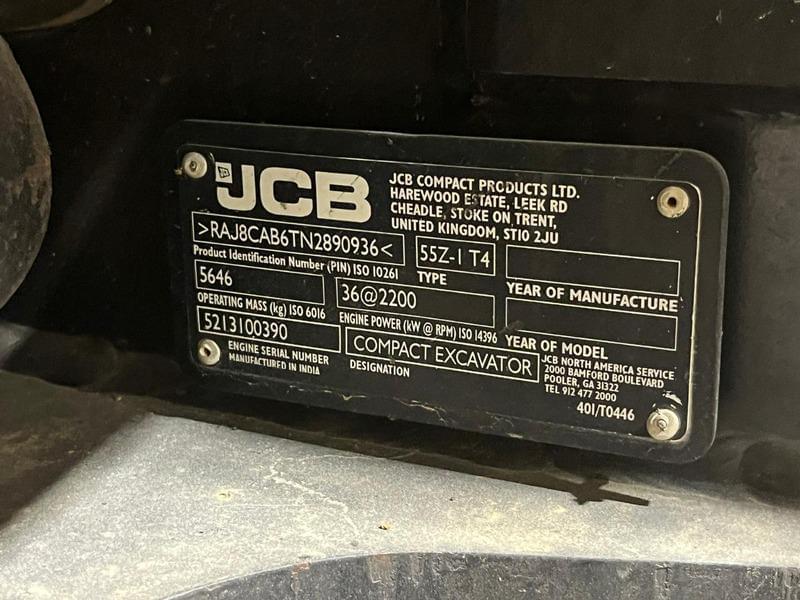 JCB
JCB COMPACT PRODUCTS LTD.
HAREWOOD ESTATE, LEEK RD
CHEADLE, STOKE ON TRENT,
UNITED KINGDOM, ST10 2JU
>RAJ8CAB6TN2890936<
Product Identification Number (PIN) ISO 10261
55Z-1 T4
TYPE
YEAR OF MANUFACTURE
5646
OPERATING MASS (kg) ISO 6016
36@2200
ENGINE POWER (kW @ RPM) ISO 14396
YEAR OF MODEL
5213100390
ENGINE SERIAL NUMBER
MANUFACTURED IN INDIA
COMPACT EXCAVATOR
DESIGNATION
JCB NORTH AMERICA SERVICE
2000 BAMFORD BOULEVARD
POOLER, GA 31322
TEL 912 477 2000
401/T0446